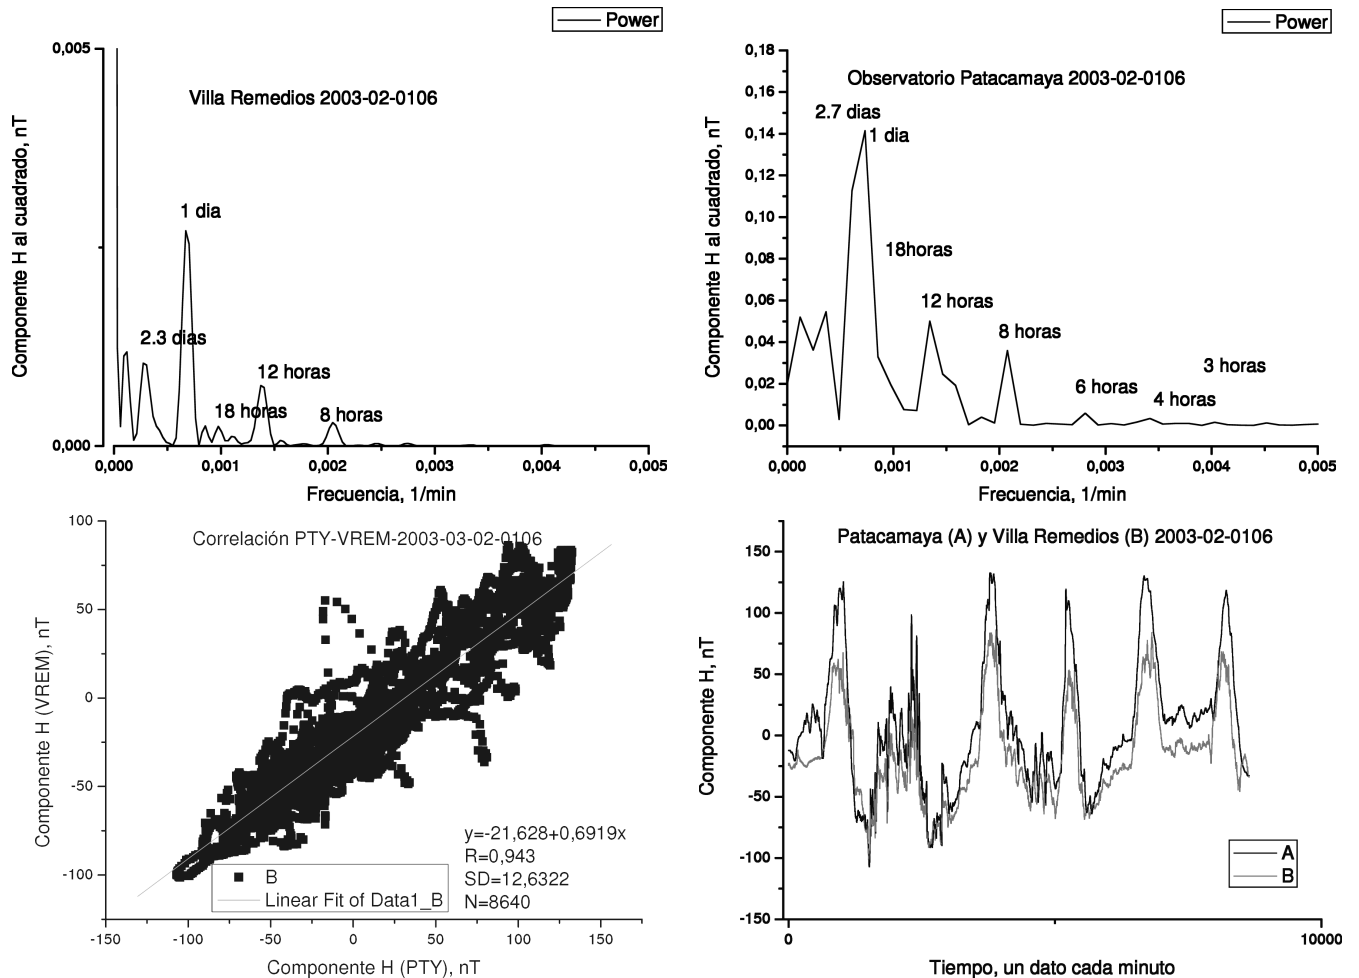 Power
0,005
Villa Remedios 2003-02-0106
1 dia
2.3 dias
12 horas
18 horas
8 horas
0,000
0,000 0,001 0,002 0,003 0,004 0,005
Frecuencia, 1/min
Componente H al cuadrado, nT
Power
0,18
0,16
0,14
0,12
0,10
0,08
0,06
0,04
0,02
0,00
Observatorio Patacamaya 2003-02-0106
2.7 dias
1 dia
18horas
12 horas
8 horas
3 horas
6 horas
4 horas
0,000 0,001 0,002 0,003 0,004 0,005
Frecuencia, 1/min
Componente H al cuadrado, nT
100
50
0
-50
-100
Correlación PTY-VREM-2003-03-02-0106
y=-21,628+0,6919x
R=0,943
SD=12,6322
N=8640
B
Linear Fit of Data1_B
-150 -100 -50 0 50 100 150
Componente H (PTY), nT
Componente H (VREM), nT
150
100
50
0
-50
-100
-150
Patacamaya (A) y Villa Remedios (B) 2003-02-0106
A
B
0 10000
Tiempo, un dato cada minuto
Componente H, nT